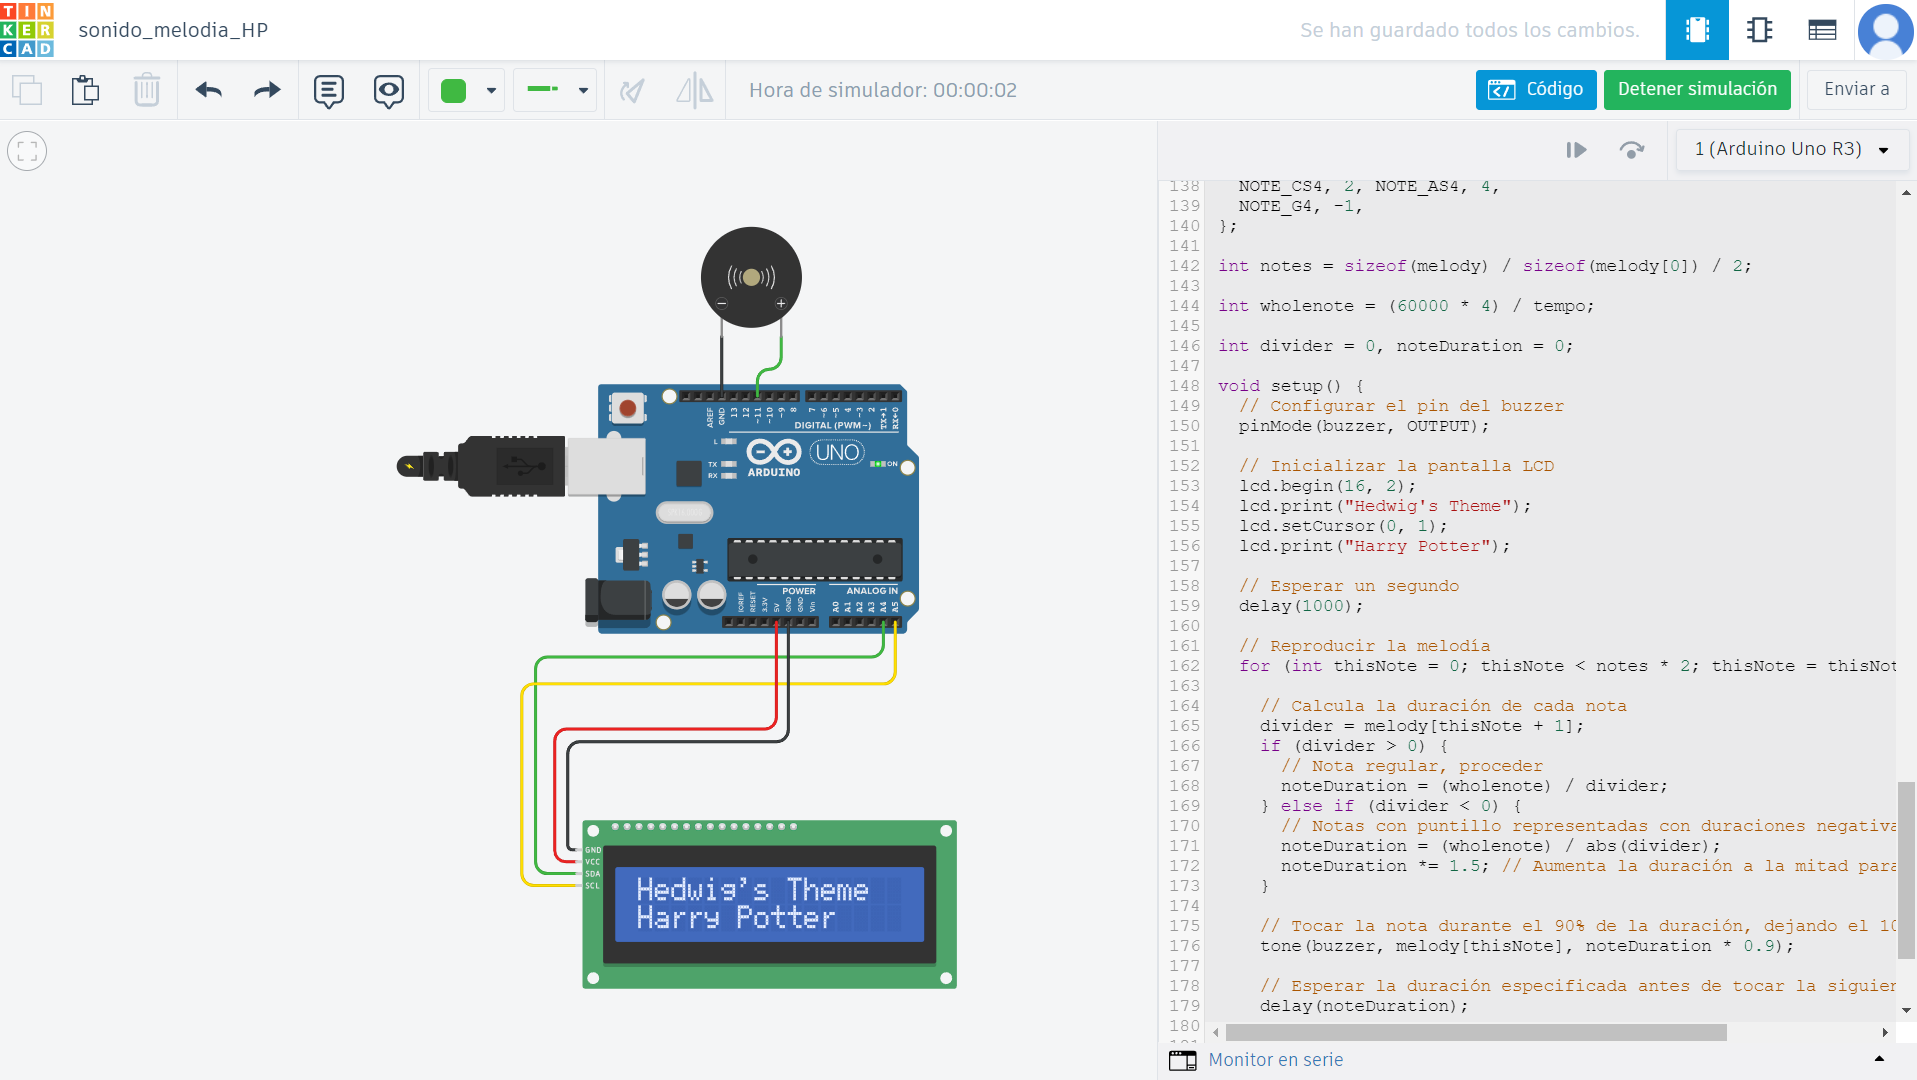 TINKERCAD
sonido_melodia_HP
Se han guardado todos los cambios.
Hora de simulador: 00:00:02
Código
Detener simulación
Enviar a
1 (Arduino Uno R3)
AREF
GND
13
12
~11
~10
~9
8
7
~6
~5
4
~3
2
TX→1
RX←0
DIGITAL (PWM~)
L
TX
RX
ARDUINO
UNO
ON
POWER
ANALOG IN
IOREF
RESET
3.3V
5V
GND
GND
Vin
A0
A1
A2
A3
A4
A5
GND
VCC
SDA
SCL
Hedwig's Theme
Harry Potter
138 NOTE_CS4, 2, NOTE_AS4, 4,
139 NOTE_G4, -1,
140 };
141
142 int notes = sizeof(melody) / sizeof(melody[0]) / 2;
143
144 int wholenote = (60000 * 4) / tempo;
145
146 int divider = 0, noteDuration = 0;
147
148 void setup() {
149 // Configurar el pin del buzzer
150 pinMode(buzzer, OUTPUT);
151
152 // Inicializar la pantalla LCD
153 lcd.begin(16, 2);
154 lcd.print("Hedwig's Theme");
155 lcd.setCursor(0, 1);
156 lcd.print("Harry Potter");
157
158 // Esperar un segundo
159 delay(1000);
160
161 // Reproducir la melodía
162 for (int thisNote = 0; thisNote < notes * 2; thisNote = thisNot
163
164 // Calcula la duración de cada nota
165 divider = melody[thisNote + 1];
166 if (divider > 0) {
167 // Nota regular, proceder
168 noteDuration = (wholenote) / divider;
169 } else if (divider < 0) {
170 // Notas con puntillo representadas con duraciones negativa
171 noteDuration = (wholenote) / abs(divider);
172 noteDuration *= 1.5; // Aumenta la duración a la mitad para
173 }
174
175 // Tocar la nota durante el 90% de la duración, dejando el 10
176 tone(buzzer, melody[thisNote], noteDuration * 0.9);
177
178 // Esperar la duración especificada antes de tocar la siguien
179 delay(noteDuration);
180
Monitor en serie